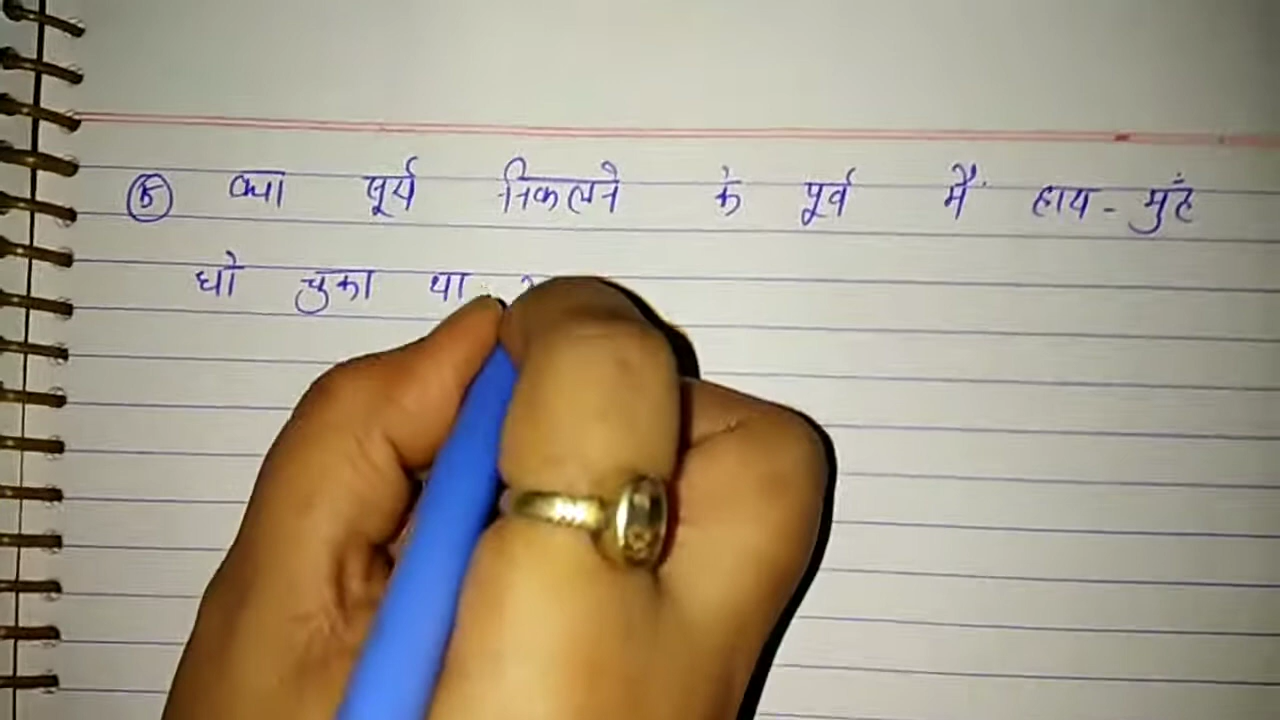 5 क्या सूर्य निकलने के पूर्व मैं हाथ - मुँह
धो चुका था